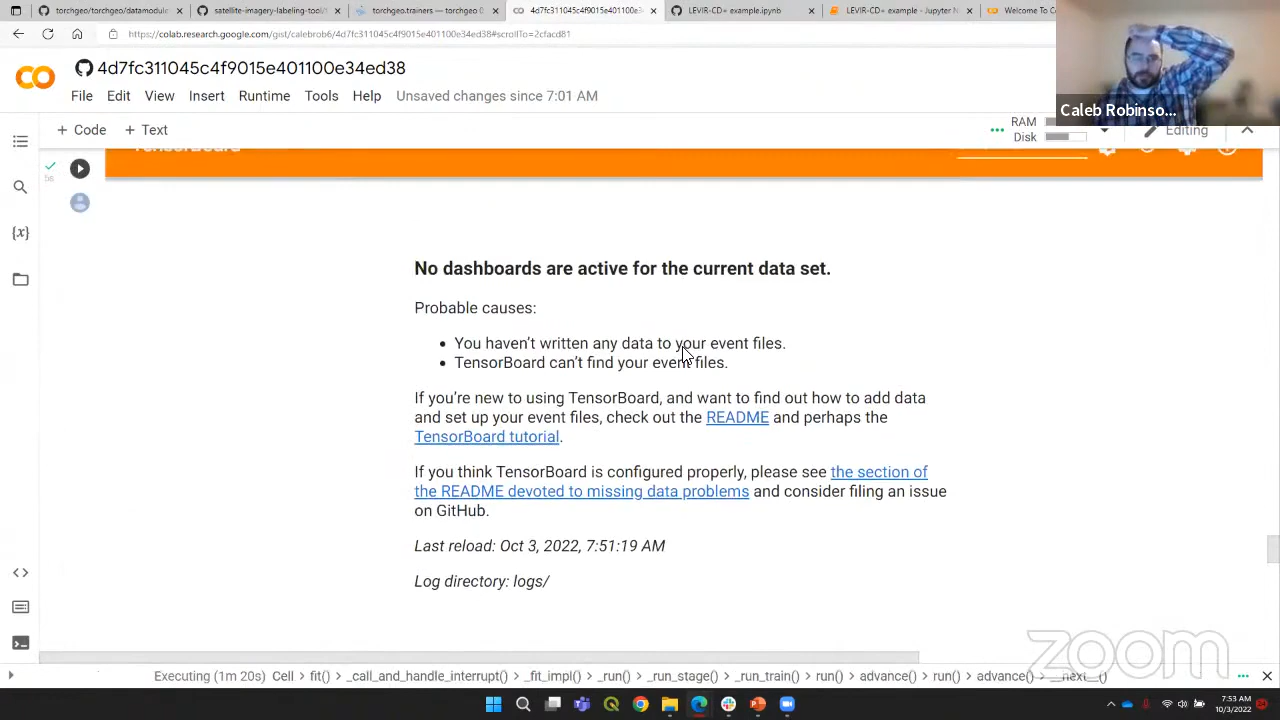 torchgeo/torchgeo/datamodule
satellite-imagery-labeling-tool/
torchgeo.trainers — torchgeo
4d7fc311045c4f9015e401100e3
LEVIR-CD+ example.ipynb
LEVIR-CD+ example - Jupyter N
Welcome To C
https://colab.research.google.com/gist/calebrob6/4d7fc311045c4f9015e401100e34ed38#scrollTo=2cfacd81
4d7fc311045c4f9015e401100e34ed38
File Edit View Insert Runtime Tools Help Unsaved changes since 7:01 AM
Caleb Robinso...
+ Code + Text
RAM
Disk
Editing
TensorBoard
5s
No dashboards are active for the current data set.
Probable causes:
• You haven't written any data to your event files.
• TensorBoard can't find your event files.
If you're new to using TensorBoard, and want to find out how to add data
and set up your event files, check out the README and perhaps the
TensorBoard tutorial.
If you think TensorBoard is configured properly, please see the section of
the README devoted to missing data problems and consider filing an issue
on GitHub.
Last reload: Oct 3, 2022, 7:51:19 AM
Log directory: logs/
zoom
Executing (1m 20s) Cell > fit() > _call_and_handle_interrupt() > _fit_impl() > _run() > _run_stage() > _run_train() > run() > advance() > run() > advance() > __next__()
7:53 AM
10/3/2022